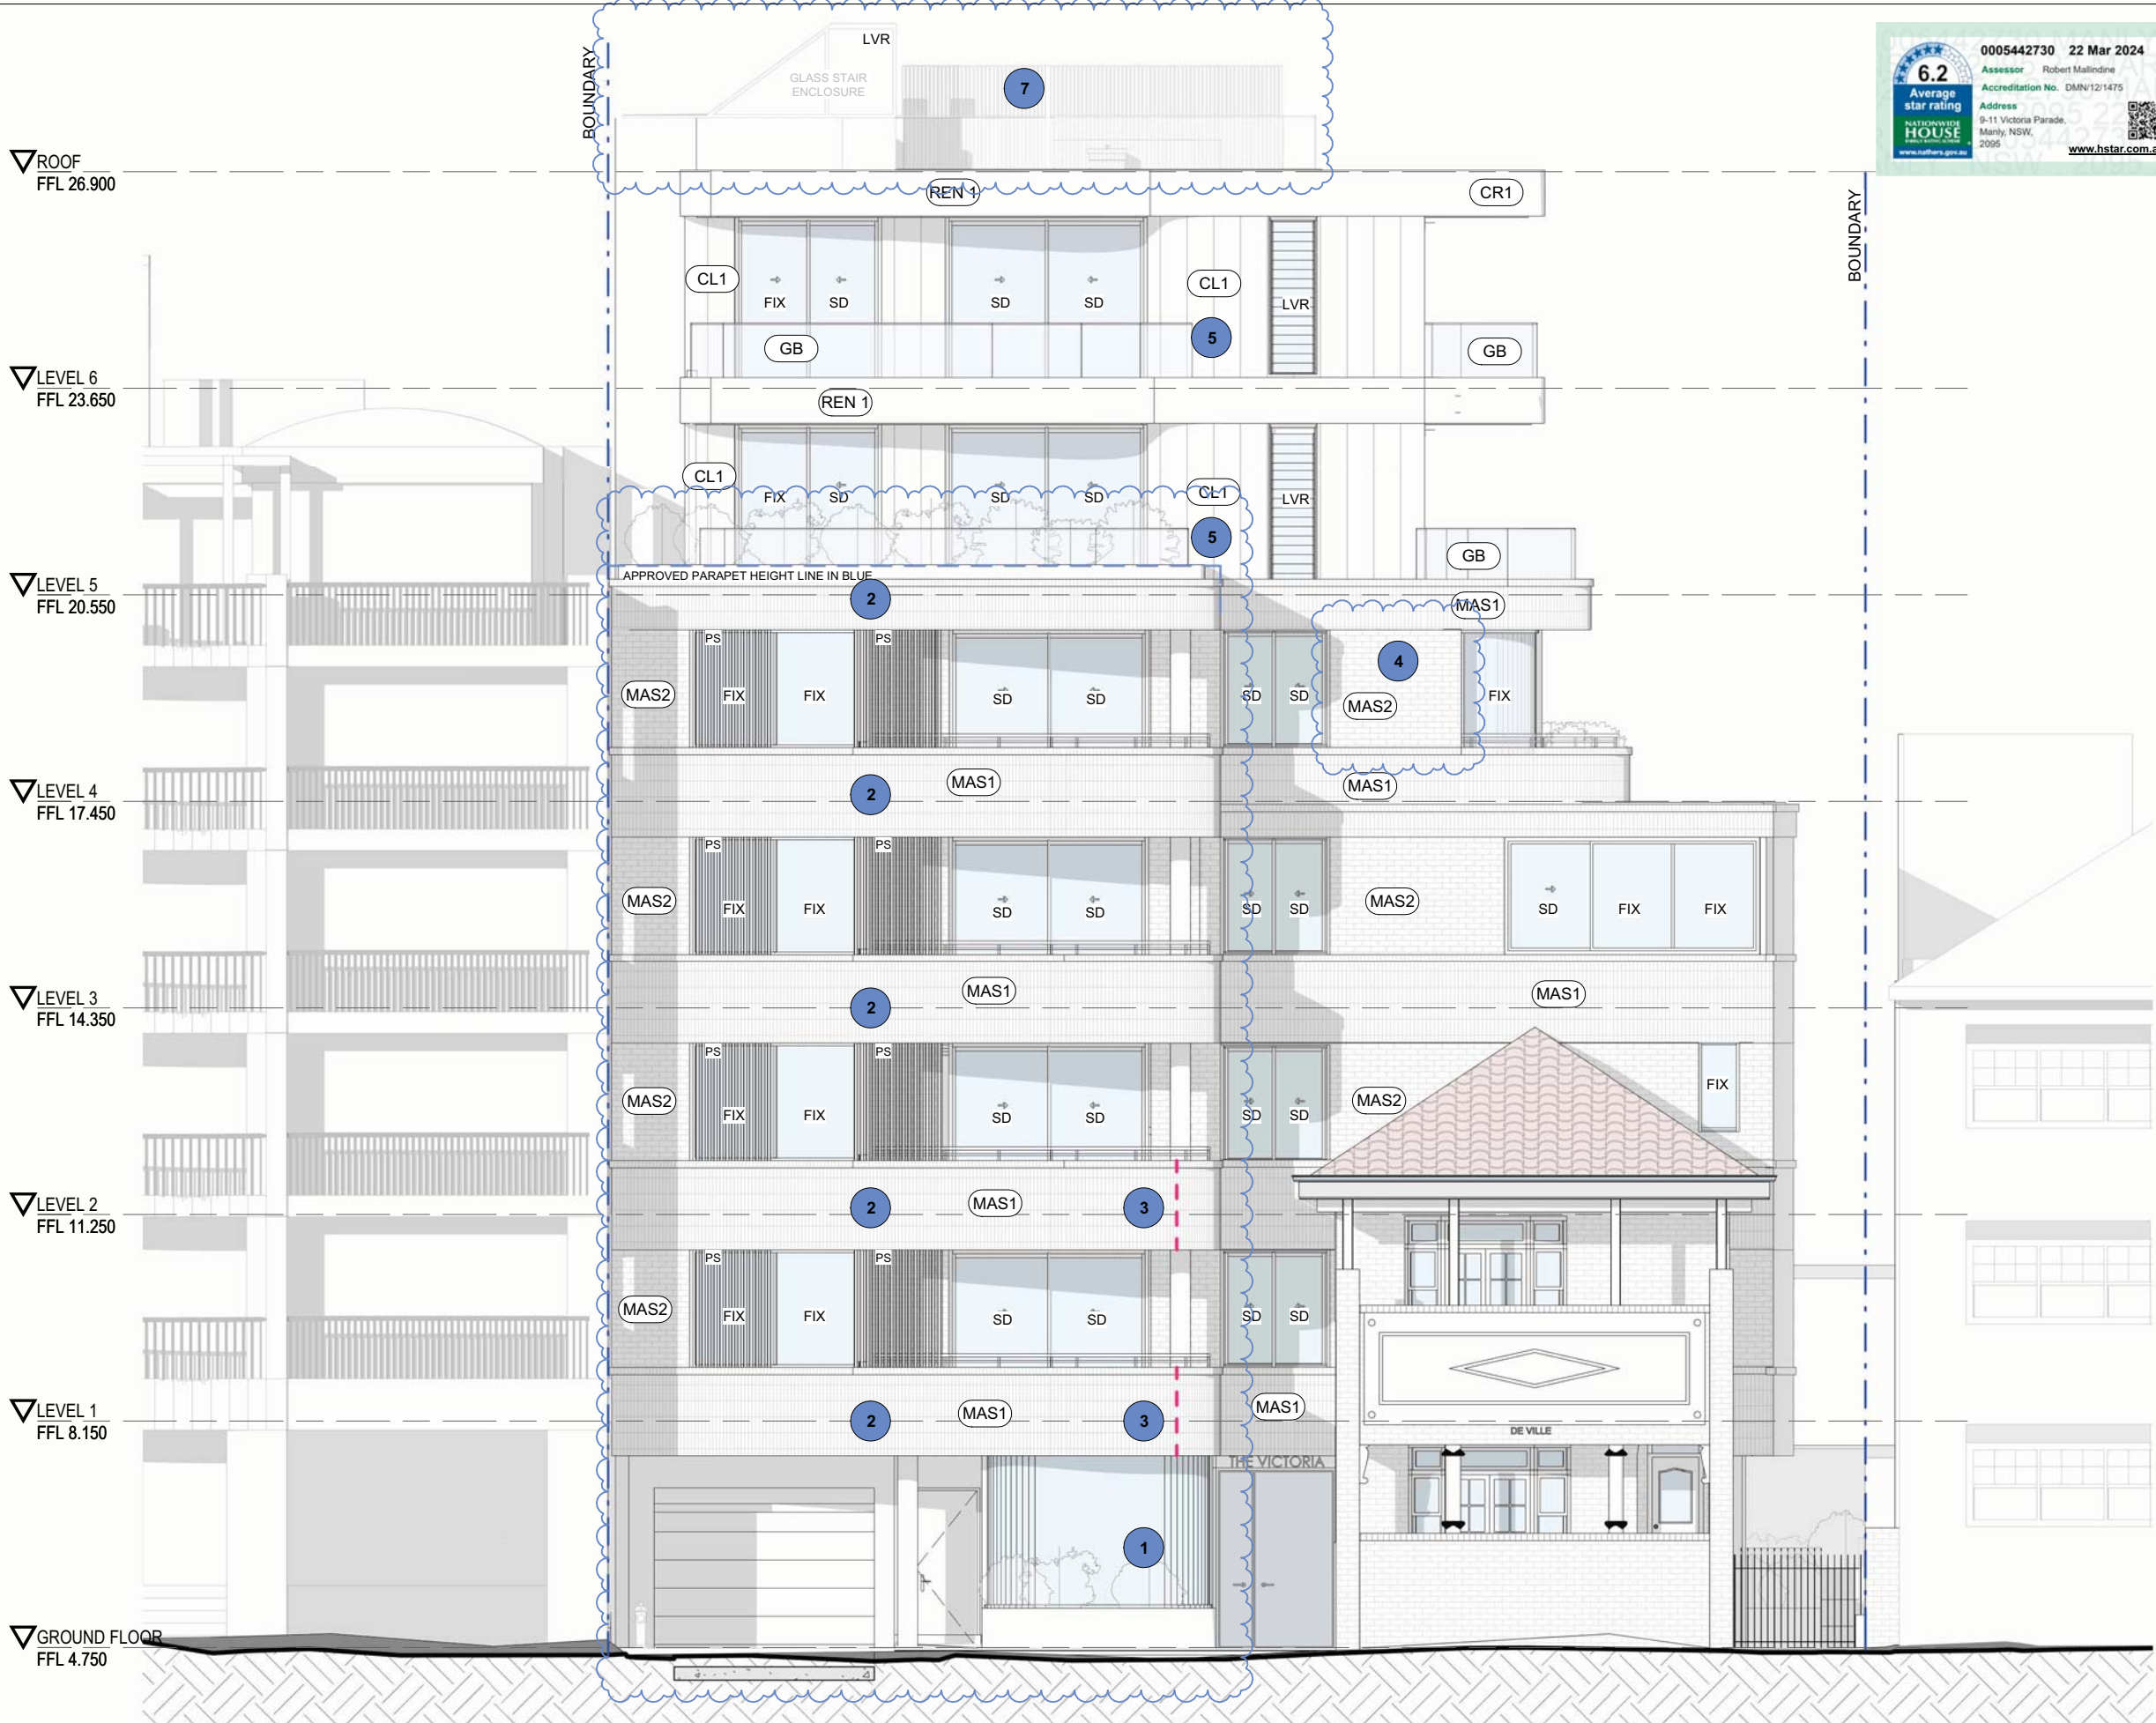 BOUNDARY
LVR
GLASS STAIR
ENCLOSURE
7
6.2
Average
star rating
NATIONWIDE
HOUSE
ENERGY RATING SCHEME
www.nathers.gov.au
0005442730 22 Mar 2024
Assessor Robert Mallindine
Accreditation No. DMN/12/1475
Address
9-11 Victoria Parade,
Manly, NSW,
2095
www.hstar.com.a
ROOF
FFL 26.900
REN 1
CR1
BOUNDARY
CL1
FIX
SD
SD
SD
CL1
LVR
5
GB
GB
LEVEL 6
FFL 23.650
REN 1
CL1
FIX
SD
SD
SD
CL1
LVR
5
GB
APPROVED PARAPET HEIGHT LINE IN BLUE
LEVEL 5
FFL 20.550
2
MAS1
PS
PS
4
MAS2
FIX
FIX
SD
SD
SD
SD
MAS2
FIX
LEVEL 4
FFL 17.450
2
MAS1
MAS1
PS
PS
MAS2
FIX
FIX
SD
SD
SD
SD
MAS2
SD
FIX
FIX
LEVEL 3
FFL 14.350
2
MAS1
MAS1
PS
PS
MAS2
FIX
FIX
SD
SD
SD
SD
MAS2
FIX
LEVEL 2
FFL 11.250
2
MAS1
3
PS
PS
MAS2
FIX
FIX
SD
SD
SD
SD
LEVEL 1
FFL 8.150
2
MAS1
3
MAS1
DE VILLE
THE VICTORIA
1
GROUND FLOOR
FFL 4.750